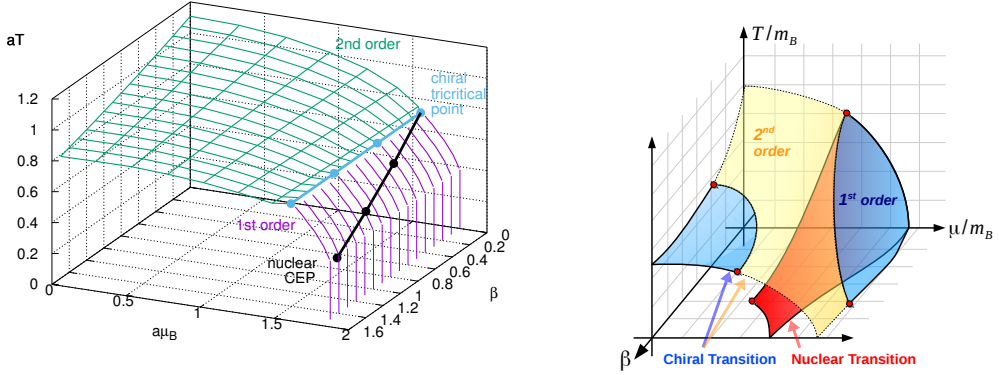 aT
1.2
1
0.8
0.6
0.4
0.2
0
0
0.5
1
1.5
2
aμB
1.6
1.4
1.2
1
0.8
0.6
0.4
0.2
0
β
2nd order
chiral
tricritical
point
1st order
nuclear
CEP
T/mB
2nd
order
1st order
μ/mB
β
Chiral Transition
Nuclear Transition